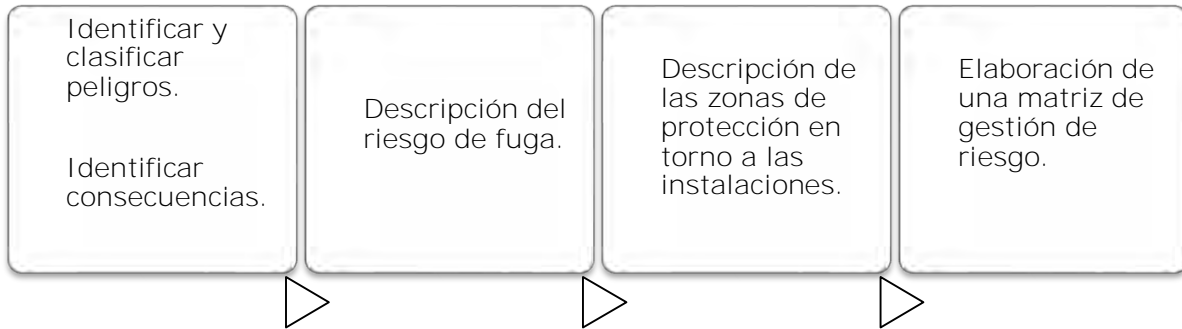 Identificar y
clasificar
peligros.
Identificar
consecuencias.
Descripción del
riesgo de fuga.
Descripción de
las zonas de
protección en
torno a las
instalaciones.
Elaboración de
una matriz de
gestión de
riesgo.